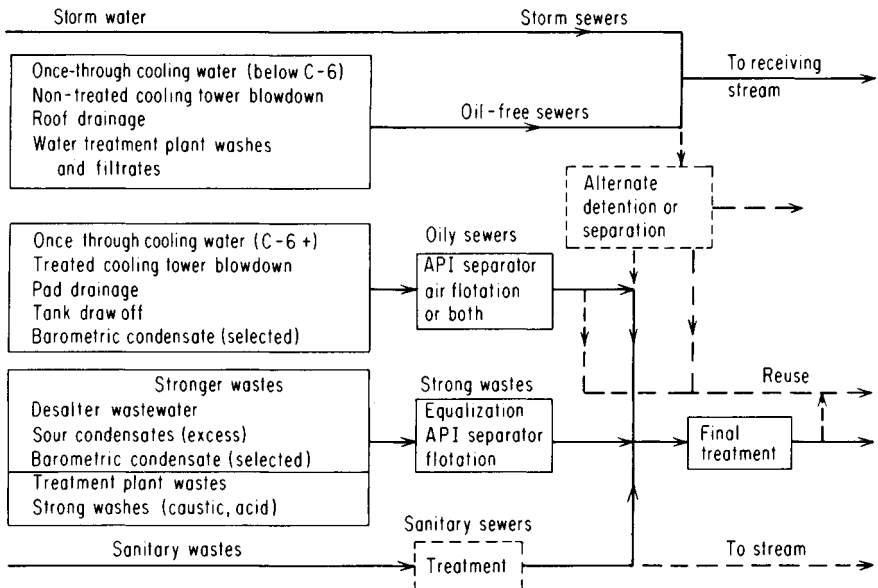 Storm water
Storm sewers
Once-through cooling water (below C-6)
Non-treated cooling tower blowdown
Roof drainage
Water treatment plant washes
and filtrates
Oil-free sewers
To receiving
stream
Alternate
detention or
separation
Once through cooling water (C-6 +)
Treated cooling tower blowdown
Pad drainage
Tank draw off
Barometric condensate (selected)
Oily sewers
API separator
air flotation
or both
Reuse
Stronger wastes
Desalter wastewater
Sour condensates (excess)
Barometric condensate (selected)
Treatment plant wastes
Strong washes (caustic, acid)
Strong wastes
Equalization
API separator
flotation
Final
treatment
Sanitary sewers
Sanitary wastes
Treatment
To stream